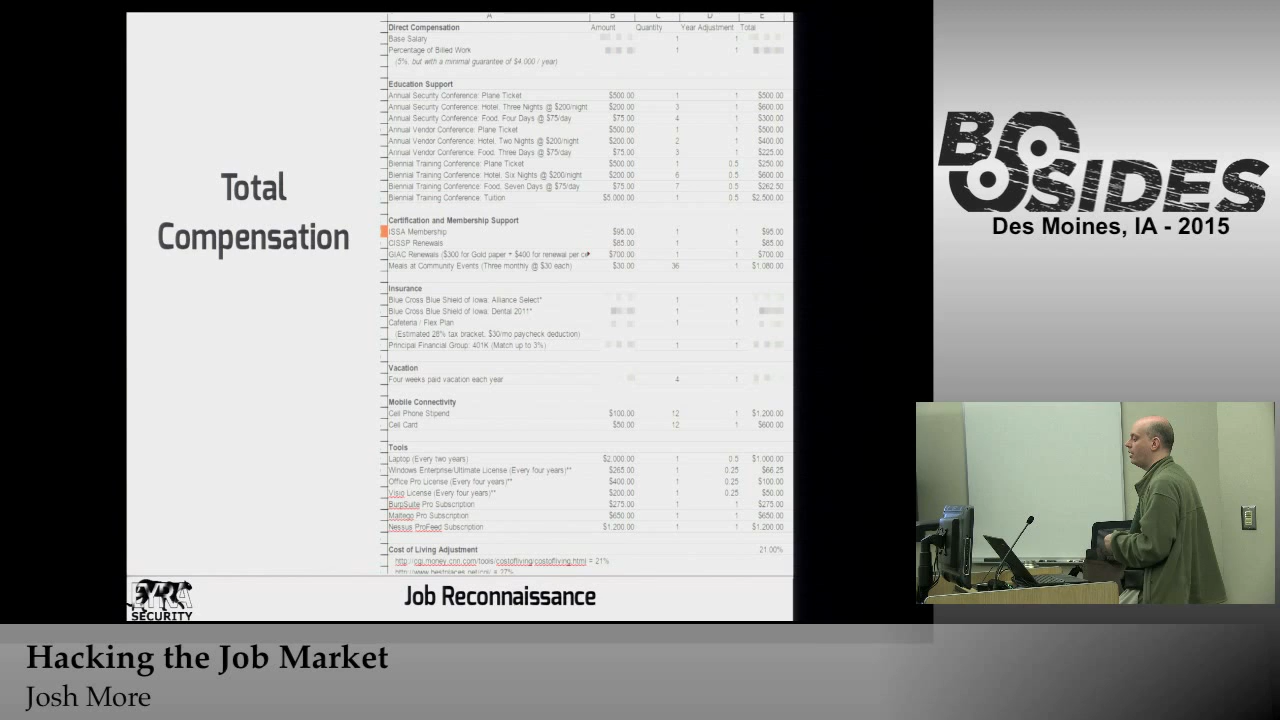 A B C D E
Direct Compensation Amount Quantity Year Adjustment Total
Base Salary 1 1
Percentage of Billed Work 1 1
(5%, but with a minimal guarantee of $4,000 / year)
Education Support
Annual Security Conference: Plane Ticket $500.00 1 1 $500.00
Annual Security Conference: Hotel, Three Nights @ $200/night $200.00 3 1 $600.00
Annual Security Conference: Food, Four Days @ $75/day $75.00 4 1 $300.00
Annual Vendor Conference: Plane Ticket $500.00 1 1 $500.00
Annual Vendor Conference: Hotel, Two Nights @ $200/night $200.00 2 1 $400.00
Annual Vendor Conference: Food, Three Days @ $75/day $75.00 3 1 $225.00
Biennial Training Conference: Plane Ticket $500.00 1 0.5 $250.00
Biennial Training Conference: Hotel, Six Nights @ $200/night $200.00 6 0.5 $600.00
Biennial Training Conference: Food, Seven Days @ $75/day $75.00 7 0.5 $262.50
Biennial Training Conference: Tuition $5,000.00 1 0.5 $2,500.00
Total
Compensation
Certification and Membership Support
ISSA Membership $95.00 1 1 $95.00
CISSP Renewals $85.00 1 1 $85.00
GIAC Renewals ($300 for Gold paper + $400 for renewal per ce $700.00 1 1 $700.00
Meals at Community Events (Three monthly @ $30 each) $30.00 36 1 $1,080.00
Insurance
Blue Cross Blue Shield of Iowa: Alliance Select* 1 1
Blue Cross Blue Shield of Iowa: Dental 2011* 1 1
Cafeteria / Flex Plan 1 1
(Estimated 28% tax bracket, $30/mo paycheck deduction)
Principal Financial Group: 401K (Match up to 3%) 1 1
Vacation
Four weeks paid vacation each year 4 1
Mobile Connectivity
Cell Phone Stipend $100.00 12 1 $1,200.00
Cell Card $50.00 12 1 $600.00
Tools
Laptop (Every two years) $2,000.00 1 0.5 $1,000.00
Windows Enterprise/Ultimate License (Every four years)** $265.00 1 0.25 $66.25
Office Pro License (Every four years)** $400.00 1 0.25 $100.00
Visio License (Every four years)** $200.00 1 0.25 $50.00
BurpSuite Pro Subscription $275.00 1 1 $275.00
Maltego Pro Subscription $650.00 1 1 $650.00
Nessus ProFeed Subscription $1,200.00 1 1 $1,200.00
Cost of Living Adjustment 21.00%
http://cgi.money.cnn.com/tools/costofliving/costofliving.html = 21%
SECURITY
Job Reconnaissance
BSIDES
Des Moines, IA - 2015
Hacking the Job Market
Josh More